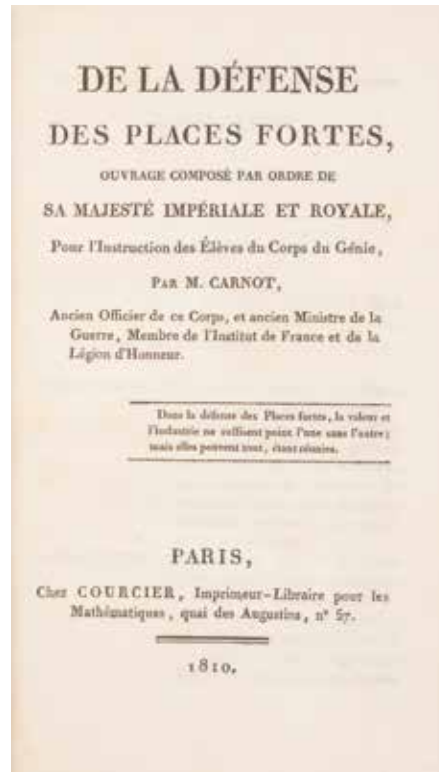 DE LA DÉFENSE
DES PLACES FORTES,
OUVRAGE COMPOSÉ PAR ORDRE DE
SA MAJESTÉ IMPÉRIALE ET ROYALE,
Pour l'Instruction des Élèves du Corps du Génie,
PAR M. CARNOT,
Ancien Officier de ce Corps, et ancien Ministre de la
Guerre, Membre de l'Institut de France et de la
Légion d'Honneur.
Dans la défense des Places fortes, la valeur et
l'industrie ne suffisent point l'une sans l'autre;
mais elles peuvent tout, étant réunies.
PARIS,
Chez COURCIER, Imprimeur-Libraire pour les
Mathématiques, quai des Augustins, n° 57.
1810.